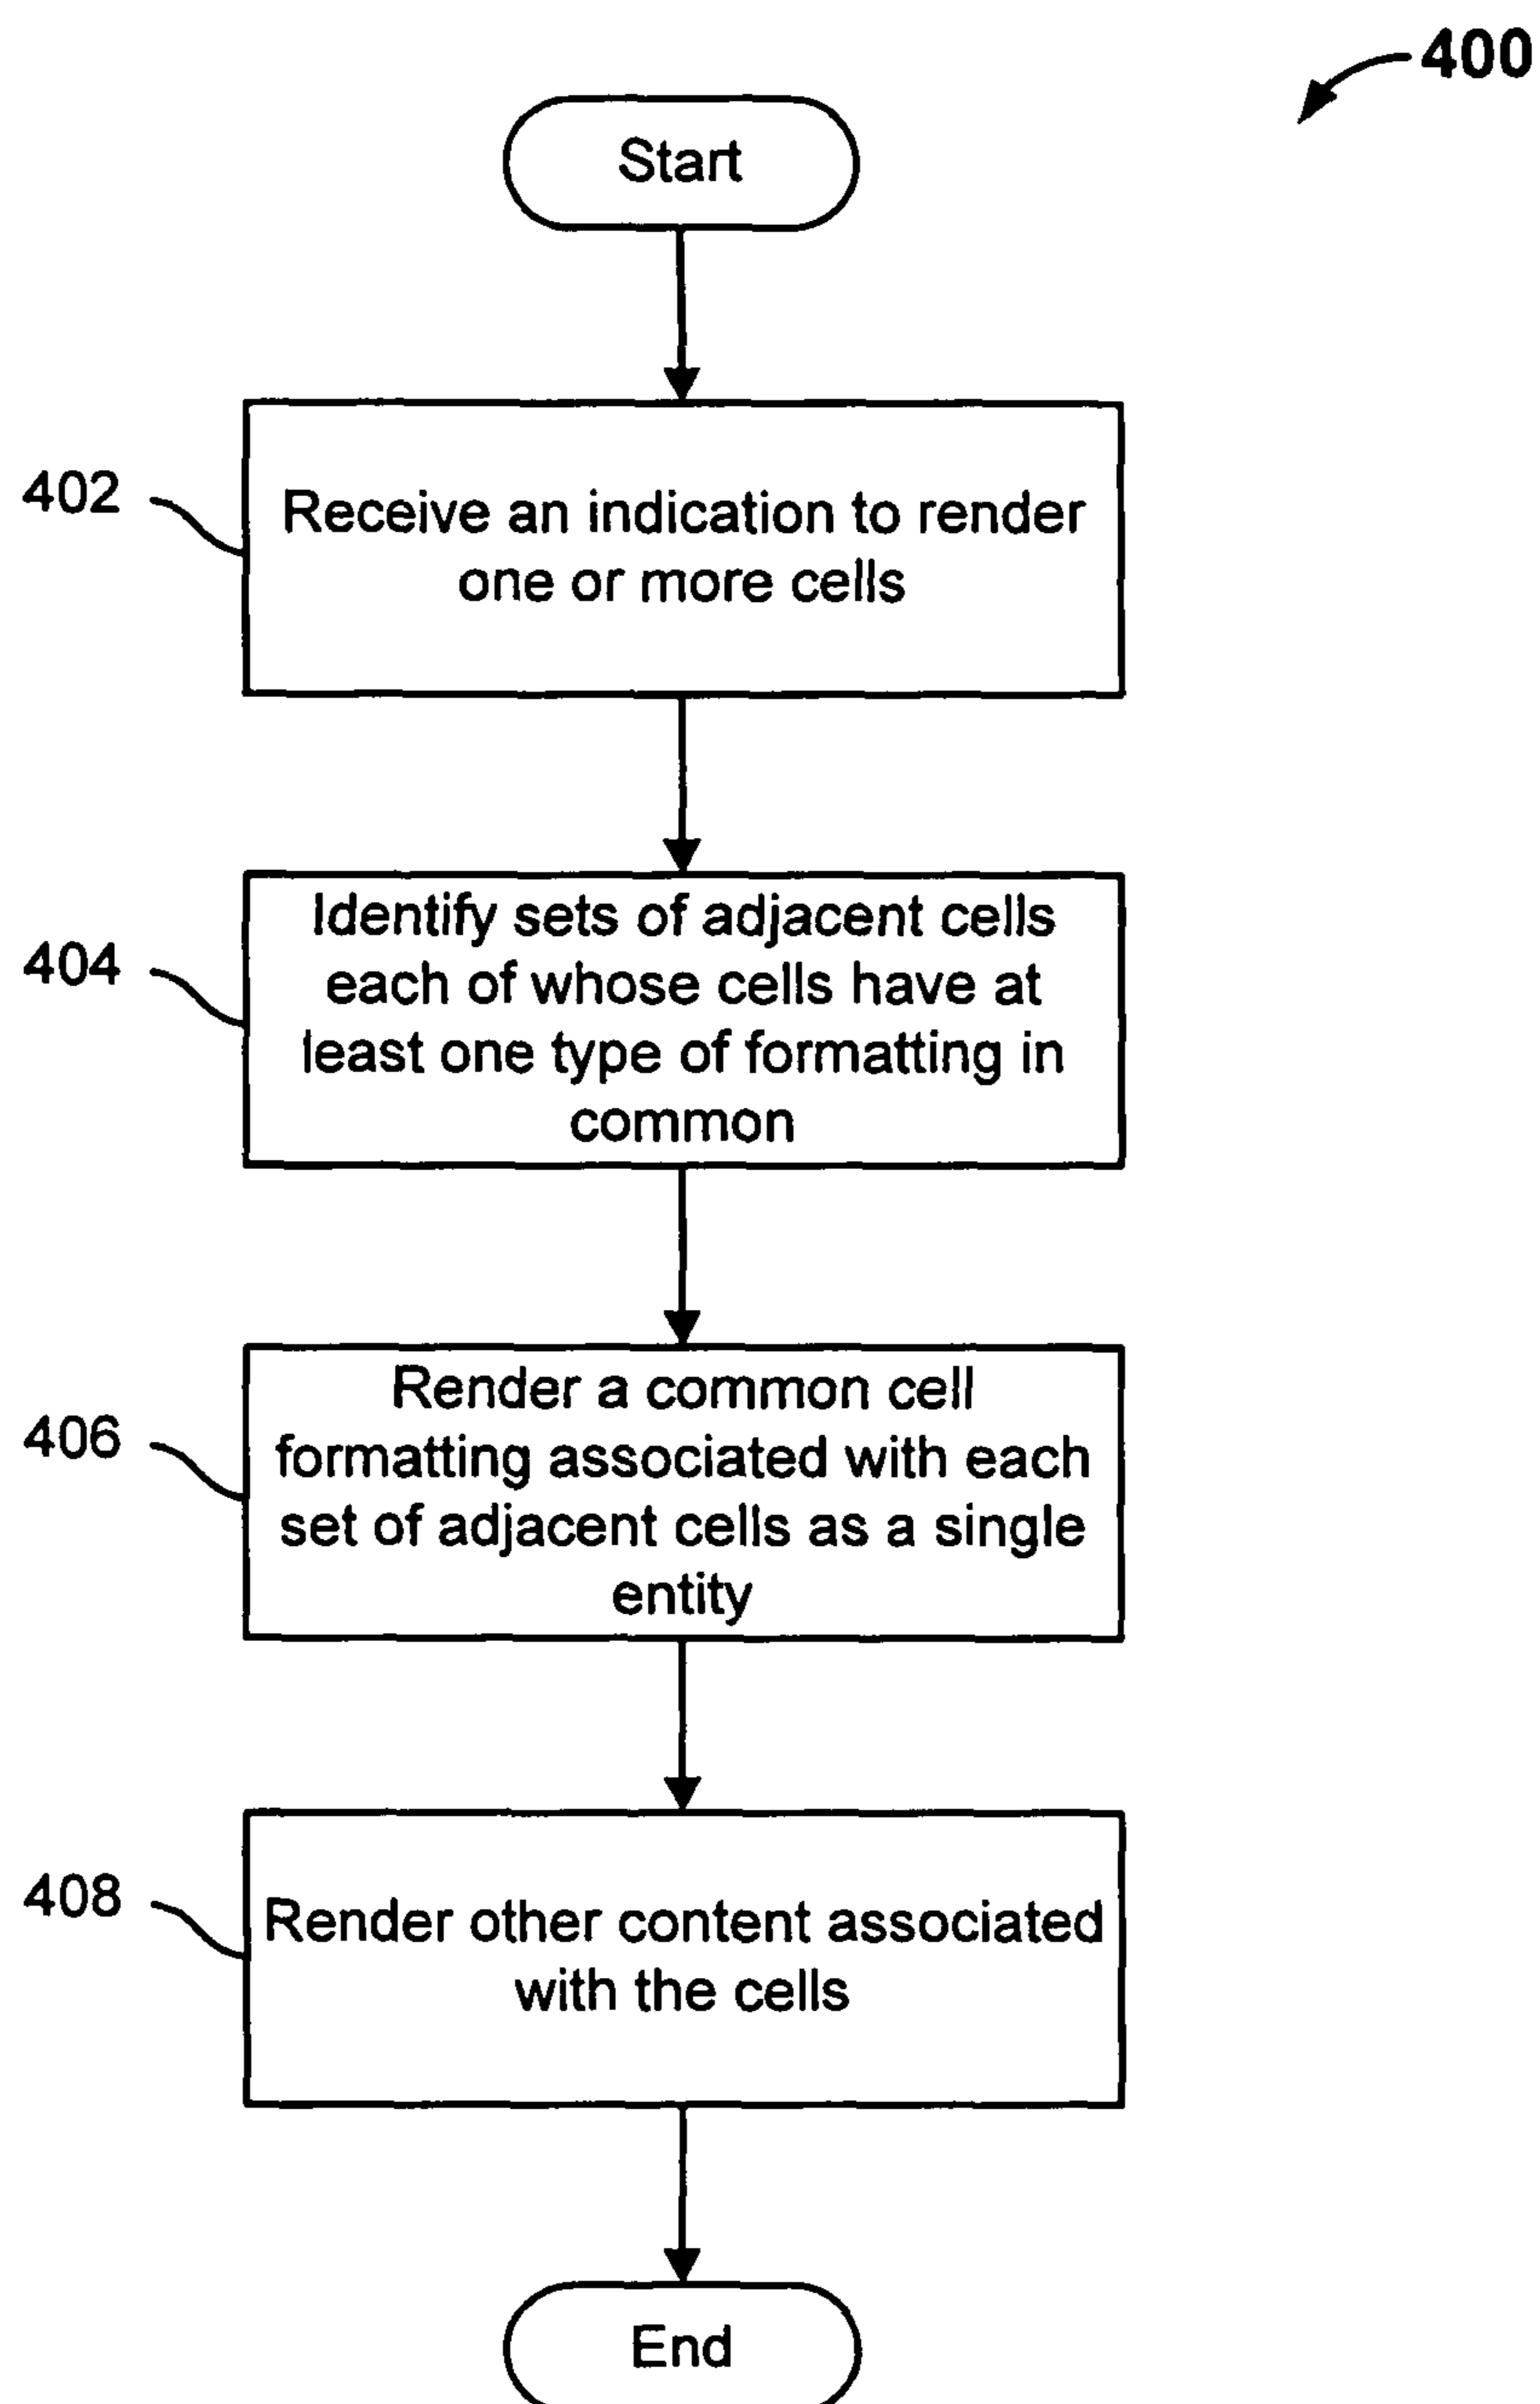 400
Start
402
Receive an indication to render
one or more cells
404
Identify sets of adjacent cells
each of whose cells have at
least one type of formatting in
common
406
Render a common cell
formatting associated with each
set of adjacent cells as a single
entity
408
Render other content associated
with the cells
End